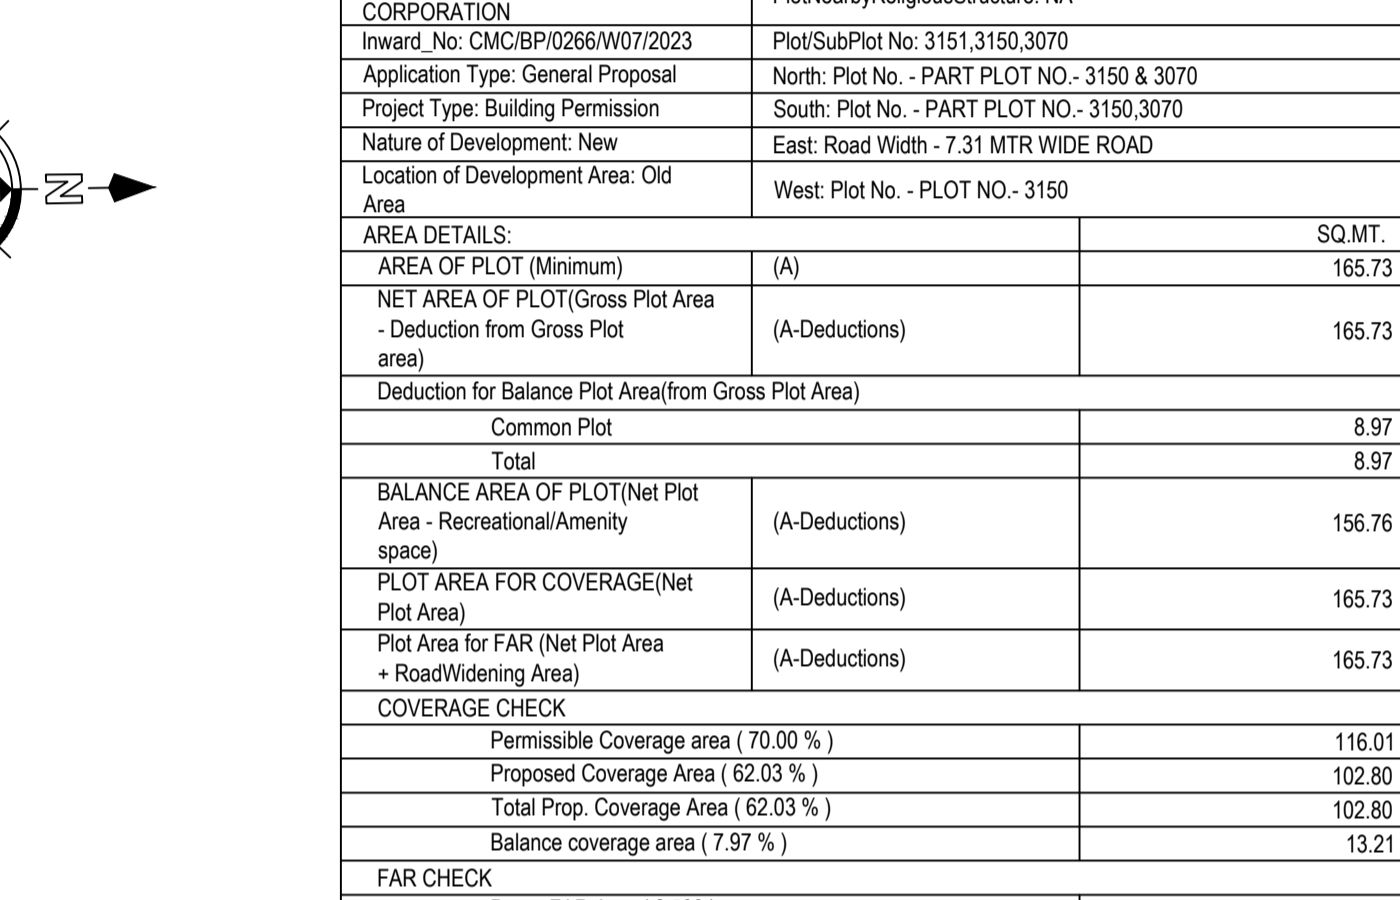 CORPORATION
Inward_No: CMC/BP/0266/W07/2023
Plot/SubPlot No: 3151,3150,3070
Application Type: General Proposal
North: Plot No. - PART PLOT NO.- 3150 & 3070
Project Type: Building Permission
South: Plot No. - PART PLOT NO.- 3150,3070
Nature of Development: New
East: Road Width - 7.31 MTR WIDE ROAD
Location of Development Area: Old
Area
West: Plot No. - PLOT NO.- 3150
N
AREA DETAILS:
SQ.MT.
AREA OF PLOT (Minimum)
(A)
165.73
NET AREA OF PLOT(Gross Plot Area
- Deduction from Gross Plot
area)
(A-Deductions)
165.73
Deduction for Balance Plot Area(from Gross Plot Area)
Common Plot
8.97
Total
8.97
BALANCE AREA OF PLOT(Net Plot
Area - Recreational/Amenity
space)
(A-Deductions)
156.76
PLOT AREA FOR COVERAGE(Net
Plot Area)
(A-Deductions)
165.73
Plot Area for FAR (Net Plot Area
+ RoadWidening Area)
(A-Deductions)
165.73
COVERAGE CHECK
Permissible Coverage area ( 70.00 % )
116.01
Proposed Coverage Area ( 62.03 % )
102.80
Total Prop. Coverage Area ( 62.03 % )
102.80
Balance coverage area ( 7.97 % )
13.21
FAR CHECK